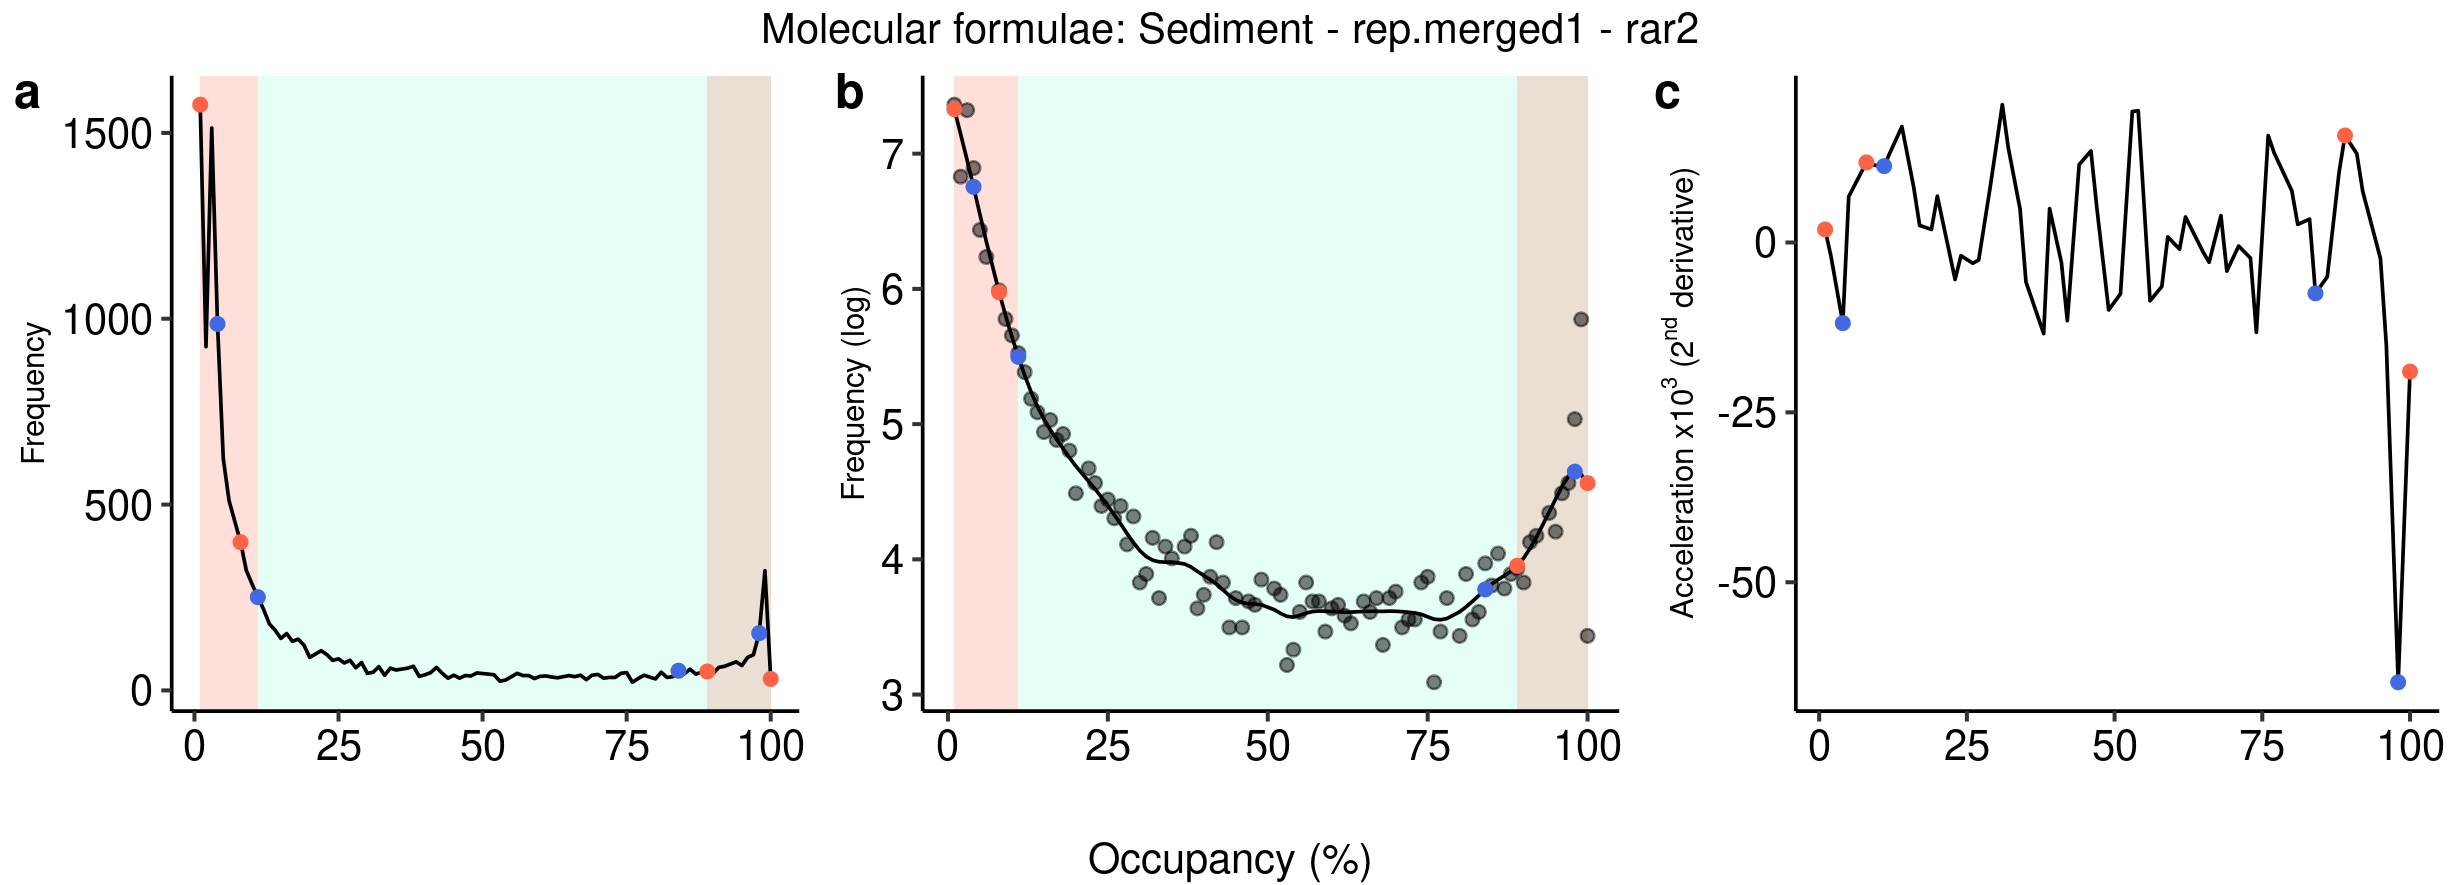 Molecular formulae: Sediment - rep.merged1 - rar2
a
Frequency
1500
1000
500
0
0 25 50 75 100
b
Frequency (log)
7
6
5
4
3
0 25 50 75 100
c
Acceleration x10³ (2ⁿᵈ derivative)
0
-25
-50
0 25 50 75 100
Occupancy (%)